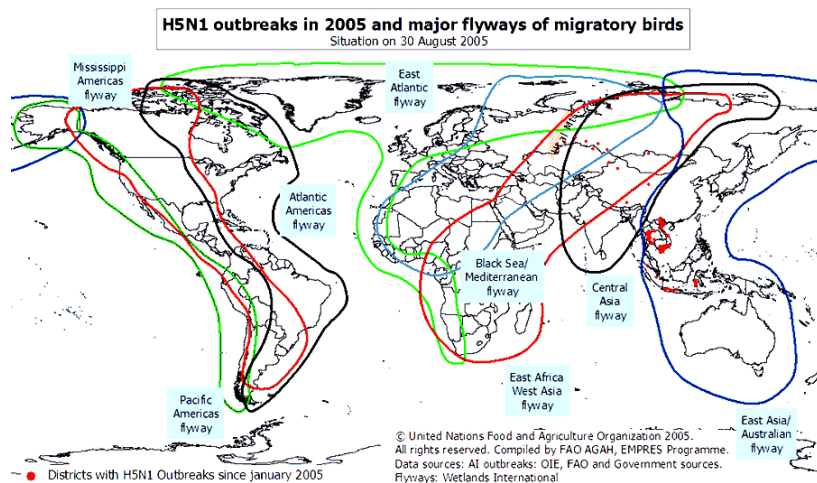 H5N1 outbreaks in 2005 and major flyways of migratory birds
Situation on 30 August 2005
Mississippi
Americas
flyway
East
Atlantic
flyway
Atlantic
Americas
flyway
Black Sea/
Mediterranean
flyway
Central
Asia
flyway
East Africa
West Asia
flyway
Pacific
Americas
flyway
East Asia/
Australian
flyway
© United Nations Food and Agriculture Organization 2005.
All rights reserved. Compiled by FAO AGAH, EMPRES Programme.
Data sources: AI outbreaks: OIE, FAO and Government sources.
Flyways: Wetlands International
Districts with H5N1 Outbreaks since January 2005